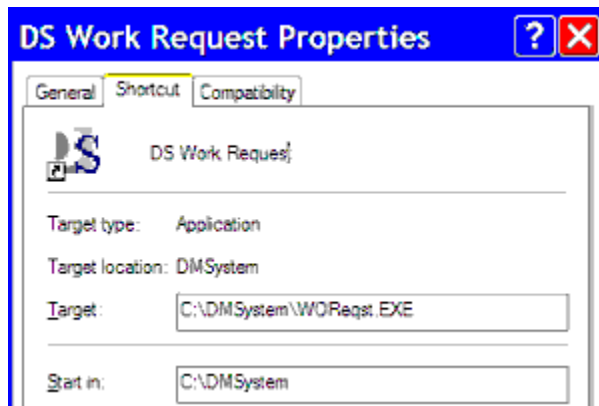 DS Work Request Properties
General Shortcut Compatibility
DS Work Reques
Target type: Application
Target location: DMSystem
Target: C:\DMSystem\WOReqst.EXE
Start in: C:\DMSystem